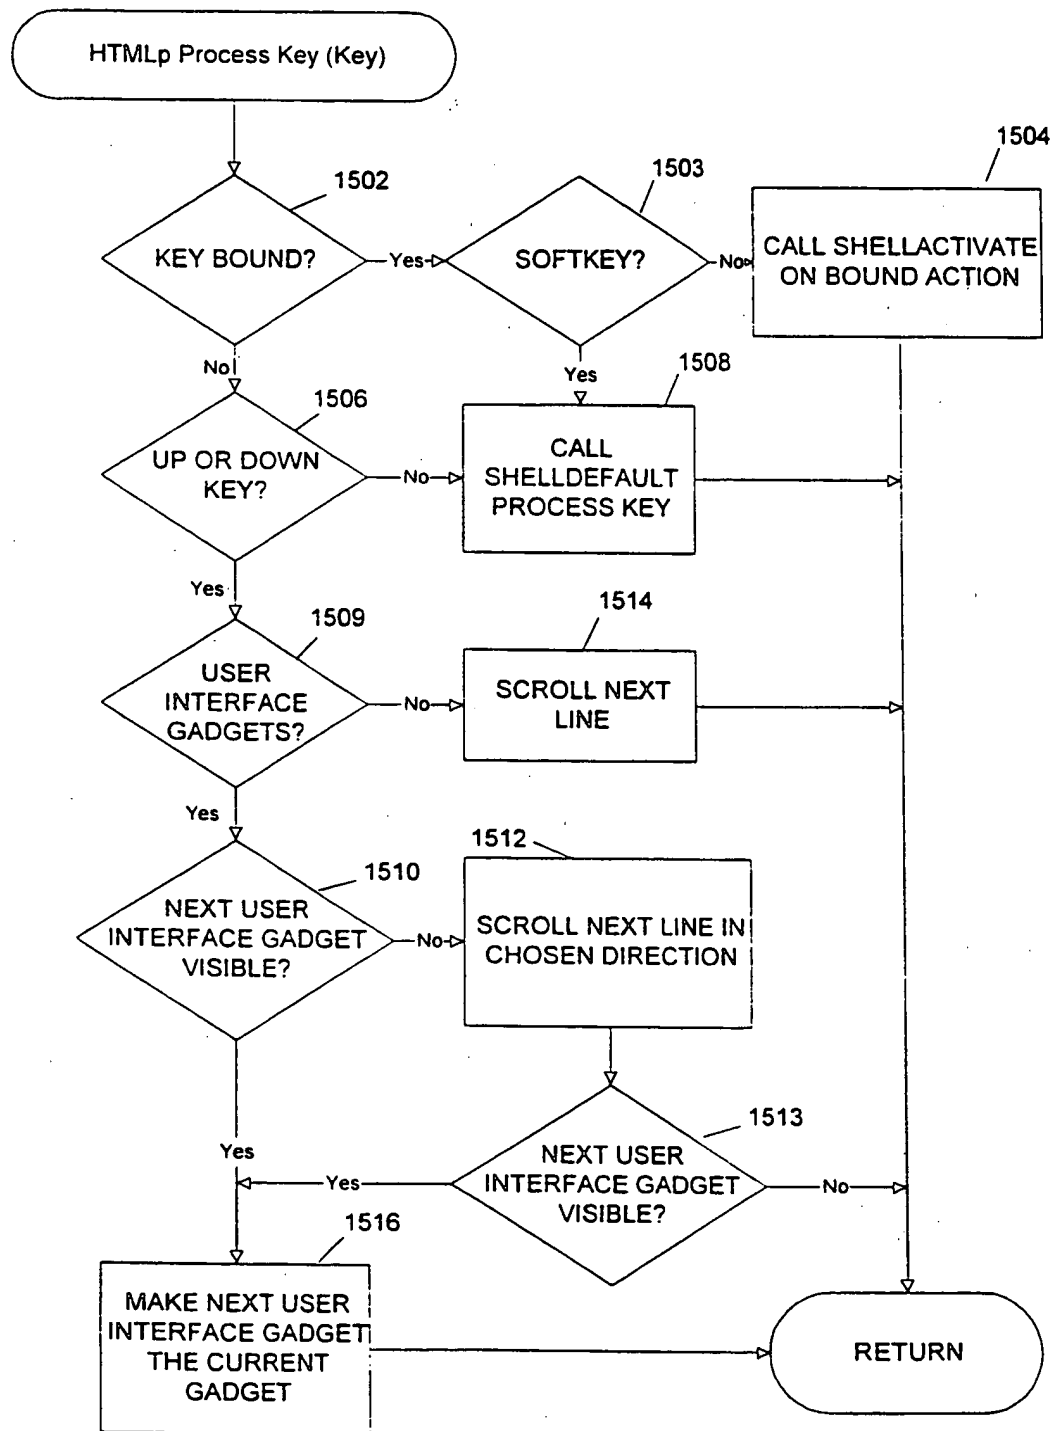 HTMLp Process Key (Key)
1502
KEY BOUND?
Yes
1503
SOFTKEY?
No
1504
CALL SHELLACTIVATE
ON BOUND ACTION
No
Yes
1506
UP OR DOWN
KEY?
No
1508
CALL
SHELLDEFAULT
PROCESS KEY
Yes
1509
USER
INTERFACE
GADGETS?
No
1514
SCROLL NEXT
LINE
Yes
1510
NEXT USER
INTERFACE GADGET
VISIBLE?
No
1512
SCROLL NEXT LINE IN
CHOSEN DIRECTION
1513
NEXT USER
INTERFACE GADGET
VISIBLE?
Yes
Yes
No
1516
MAKE NEXT USER
INTERFACE GADGET
THE CURRENT
GADGET
RETURN